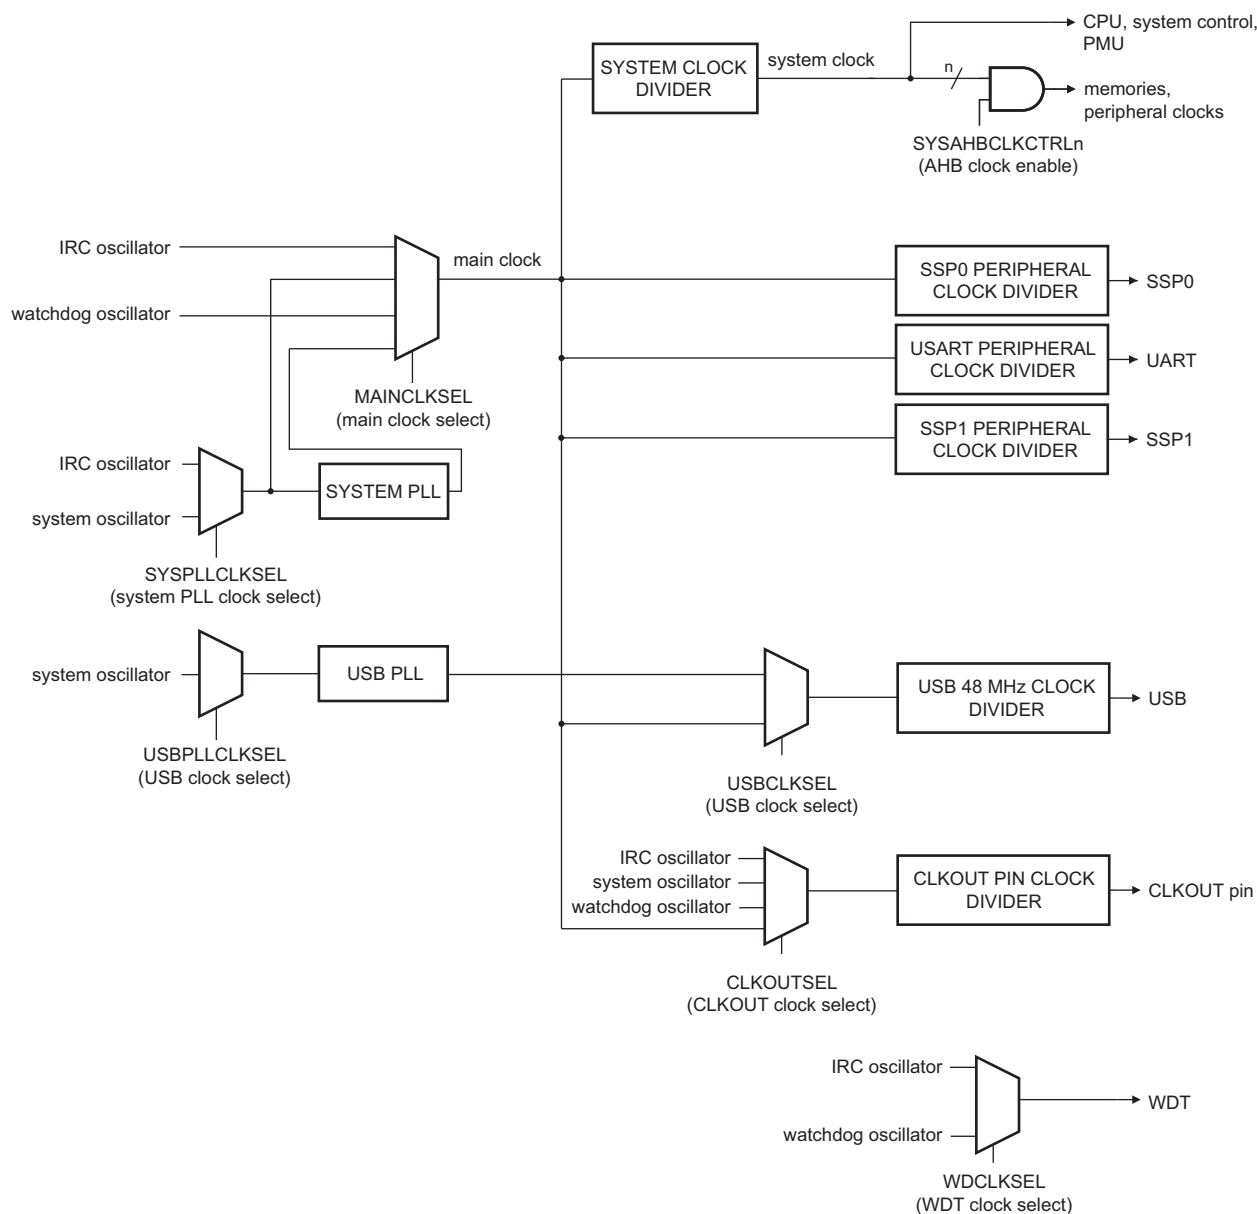 CPU, system control,
PMU
SYSTEM CLOCK
DIVIDER
system clock
n
memories,
peripheral clocks
SYSAHBCLKCTRLn
(AHB clock enable)
IRC oscillator
main clock
watchdog oscillator
MAINCLKSEL
(main clock select)
SSP0 PERIPHERAL
CLOCK DIVIDER
SSP0
USART PERIPHERAL
CLOCK DIVIDER
UART
SSP1 PERIPHERAL
CLOCK DIVIDER
SSP1
IRC oscillator
system oscillator
SYSTEM PLL
SYSPLLCLKSEL
(system PLL clock select)
system oscillator
USB PLL
USBPLLCLKSEL
(USB clock select)
USB 48 MHz CLOCK
DIVIDER
USB
USBCLKSEL
(USB clock select)
IRC oscillator
system oscillator
watchdog oscillator
CLKOUT PIN CLOCK
DIVIDER
CLKOUT pin
CLKOUTSEL
(CLKOUT clock select)
IRC oscillator
watchdog oscillator
WDT
WDCLKSEL
(WDT clock select)